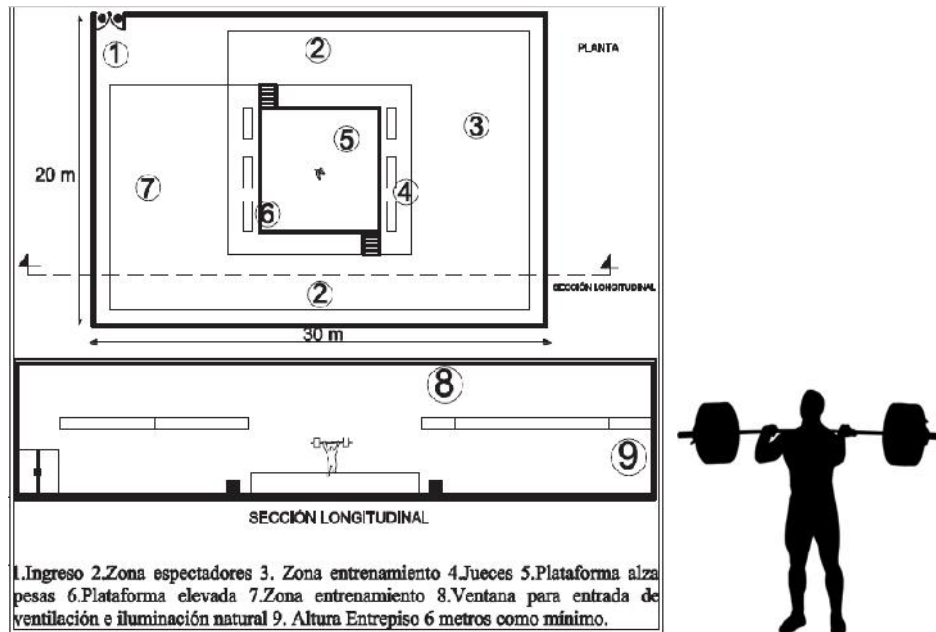 1
2
PLANTA
3
5
20 m
7
4
6
SECCIÓN LONGITUDINAL
2
30 m
8
9
SECCIÓN LONGITUDINAL
1.Ingreso 2.Zona espectadores 3. Zona entrenamiento 4.Jueces 5.Plataforma alza
pesas 6.Plataforma elevada 7.Zona entrenamiento 8.Ventana para entrada de
ventilación e iluminación natural 9. Altura Entrepiso 6 metros como mínimo.